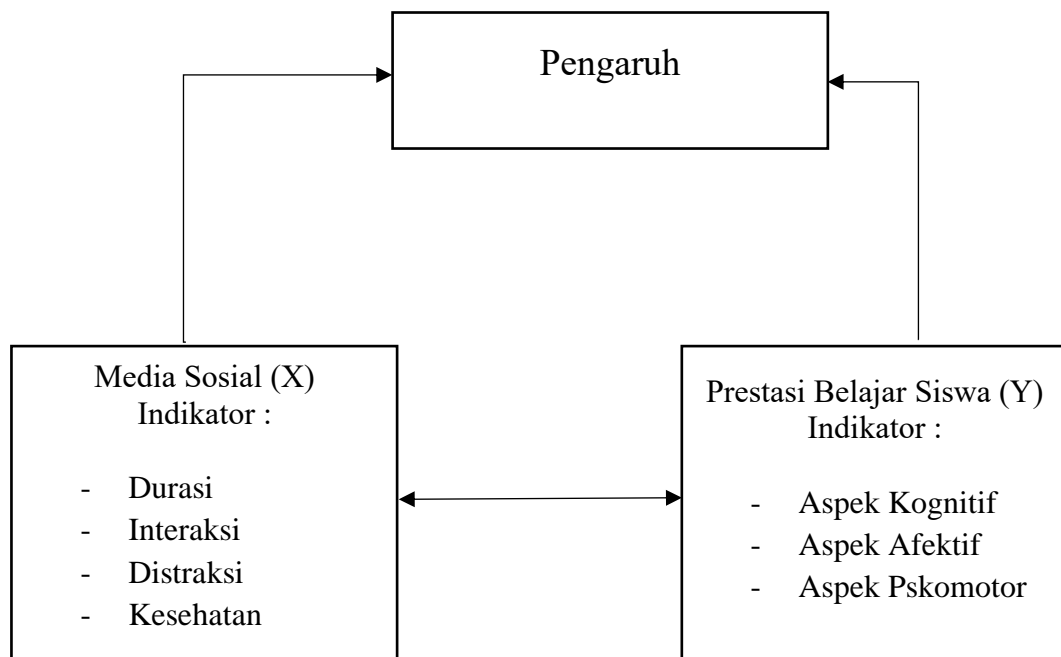 Pengaruh
Media Sosial (X)
Indikator :
- Durasi
- Interaksi
- Distraksi
- Kesehatan
Prestasi Belajar Siswa (Y)
Indikator :
- Aspek Kognitif
- Aspek Afektif
- Aspek Pskomotor